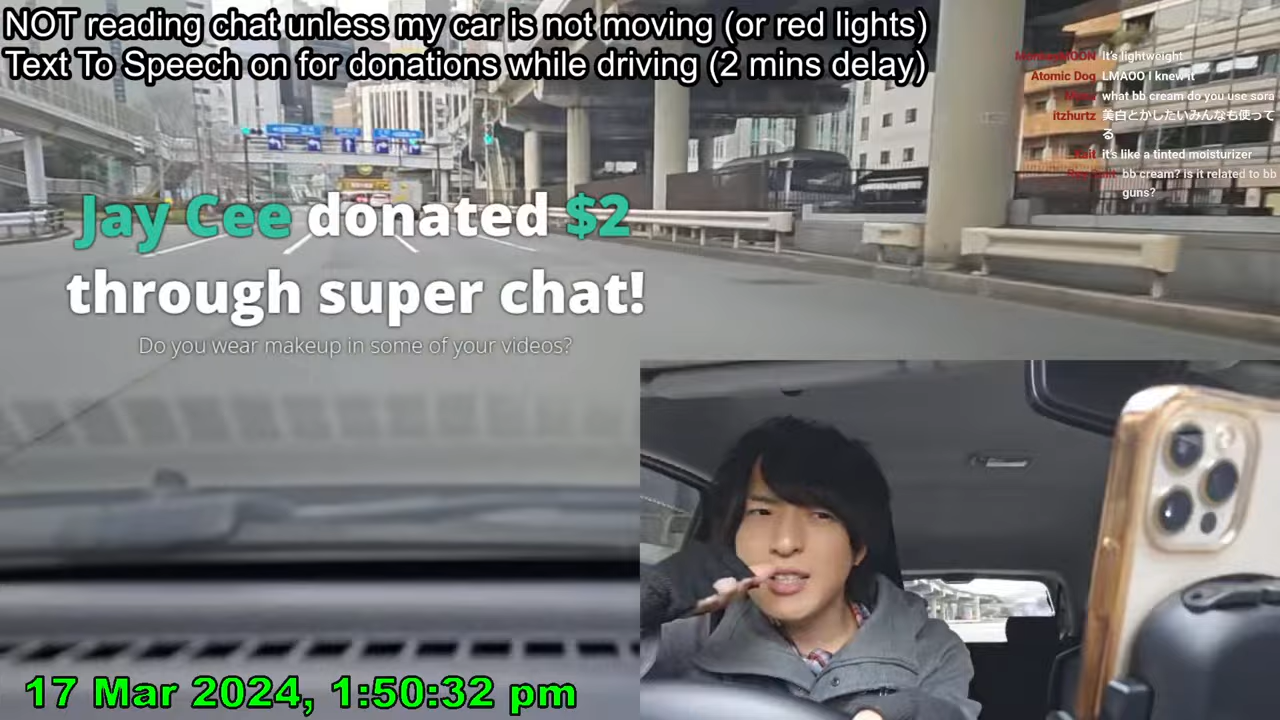 NOT reading chat unless my car is not moving (or red lights)
Text To Speech on for donations while driving (2 mins delay)
It's lightweight
Atomic Dog LMAOO I knew it
what bb cream do you use sora
itzhurtz 美白とかしたいみんなも使って
る
it's like a tinted moisturizer
bb cream? is it related to bb
guns?
Jay Cee donated $2
through super chat!
Do you wear makeup in some of your videos?
17 Mar 2024, 1:50:32 pm